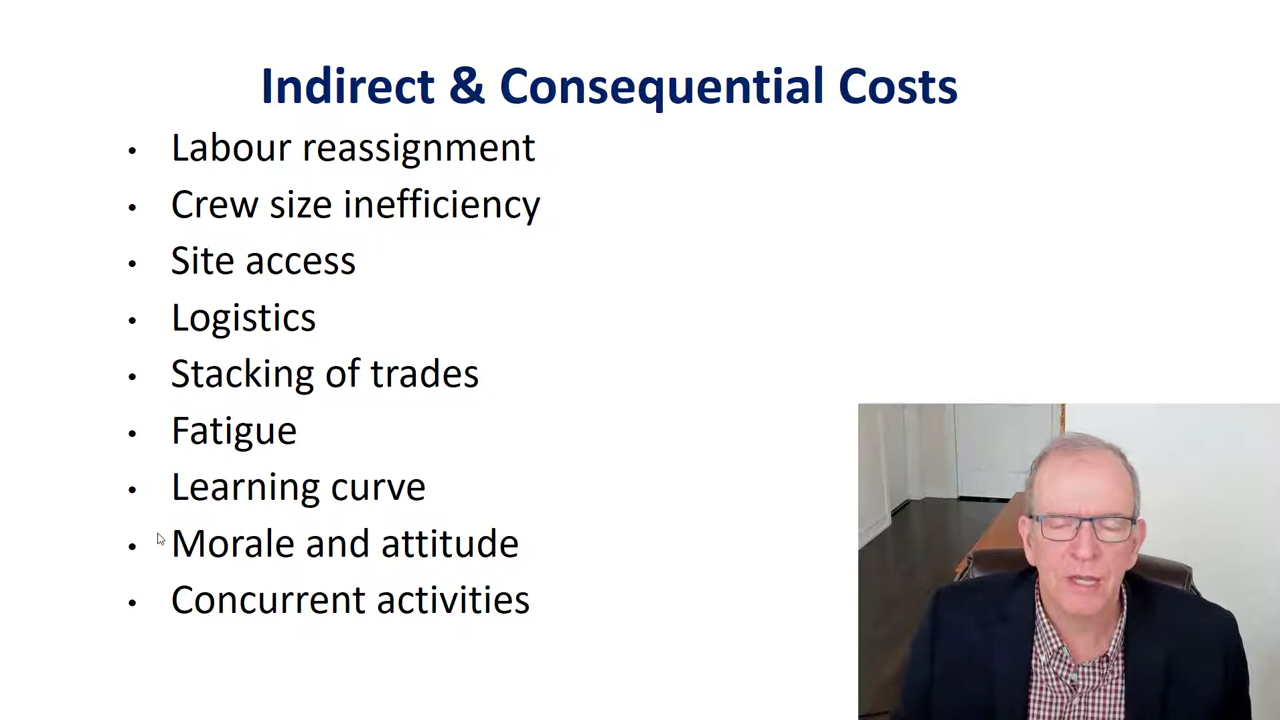 Indirect & Consequential Costs
• Labour reassignment
• Crew size inefficiency
• Site access
• Logistics
• Stacking of trades
• Fatigue
• Learning curve
• Morale and attitude
• Concurrent activities